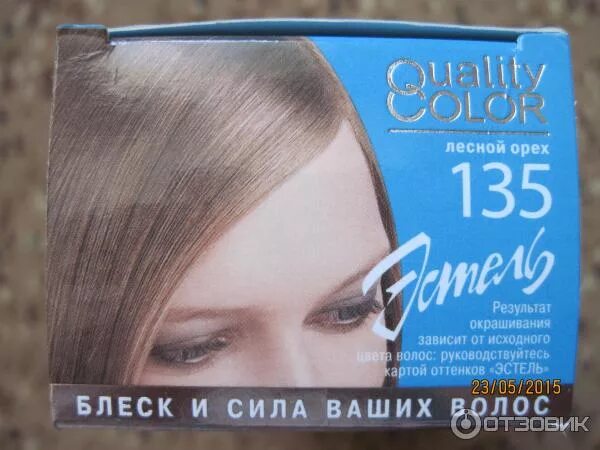 Quality
COLOR
лесной орех
135
Эстель
Результат
окрашивания
зависит от исходного
цвета волос: руководствуйтесь
картой оттенков «ЭСТЕЛЬ»
23/05/2015
БЛЕСК И СИЛА ВАШИХ ВОЛОС
ОТЗОВИК